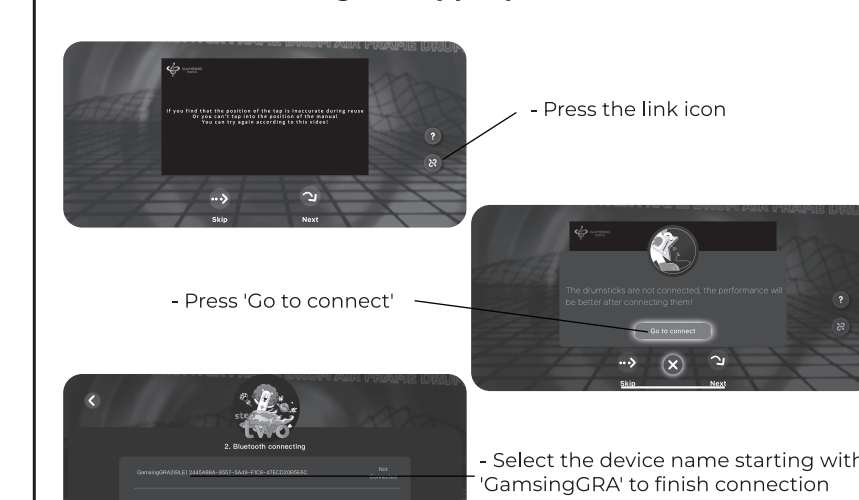 GAMSING
If you find that the position of the tap is inaccurate during reuse
Or you can't tap into the position of the manual
You can try again according to this video!
?
Skip
Next
- Press the link icon
GAMSING
The drumsticks are not connected, the performance will
be better after connecting them!
Go to connect
?
Skip
Next
- Press 'Go to connect'
step
two
2. Bluetooth connecting
Not
Connected
- Select the device name starting with
'GamsingGRA' to finish connection